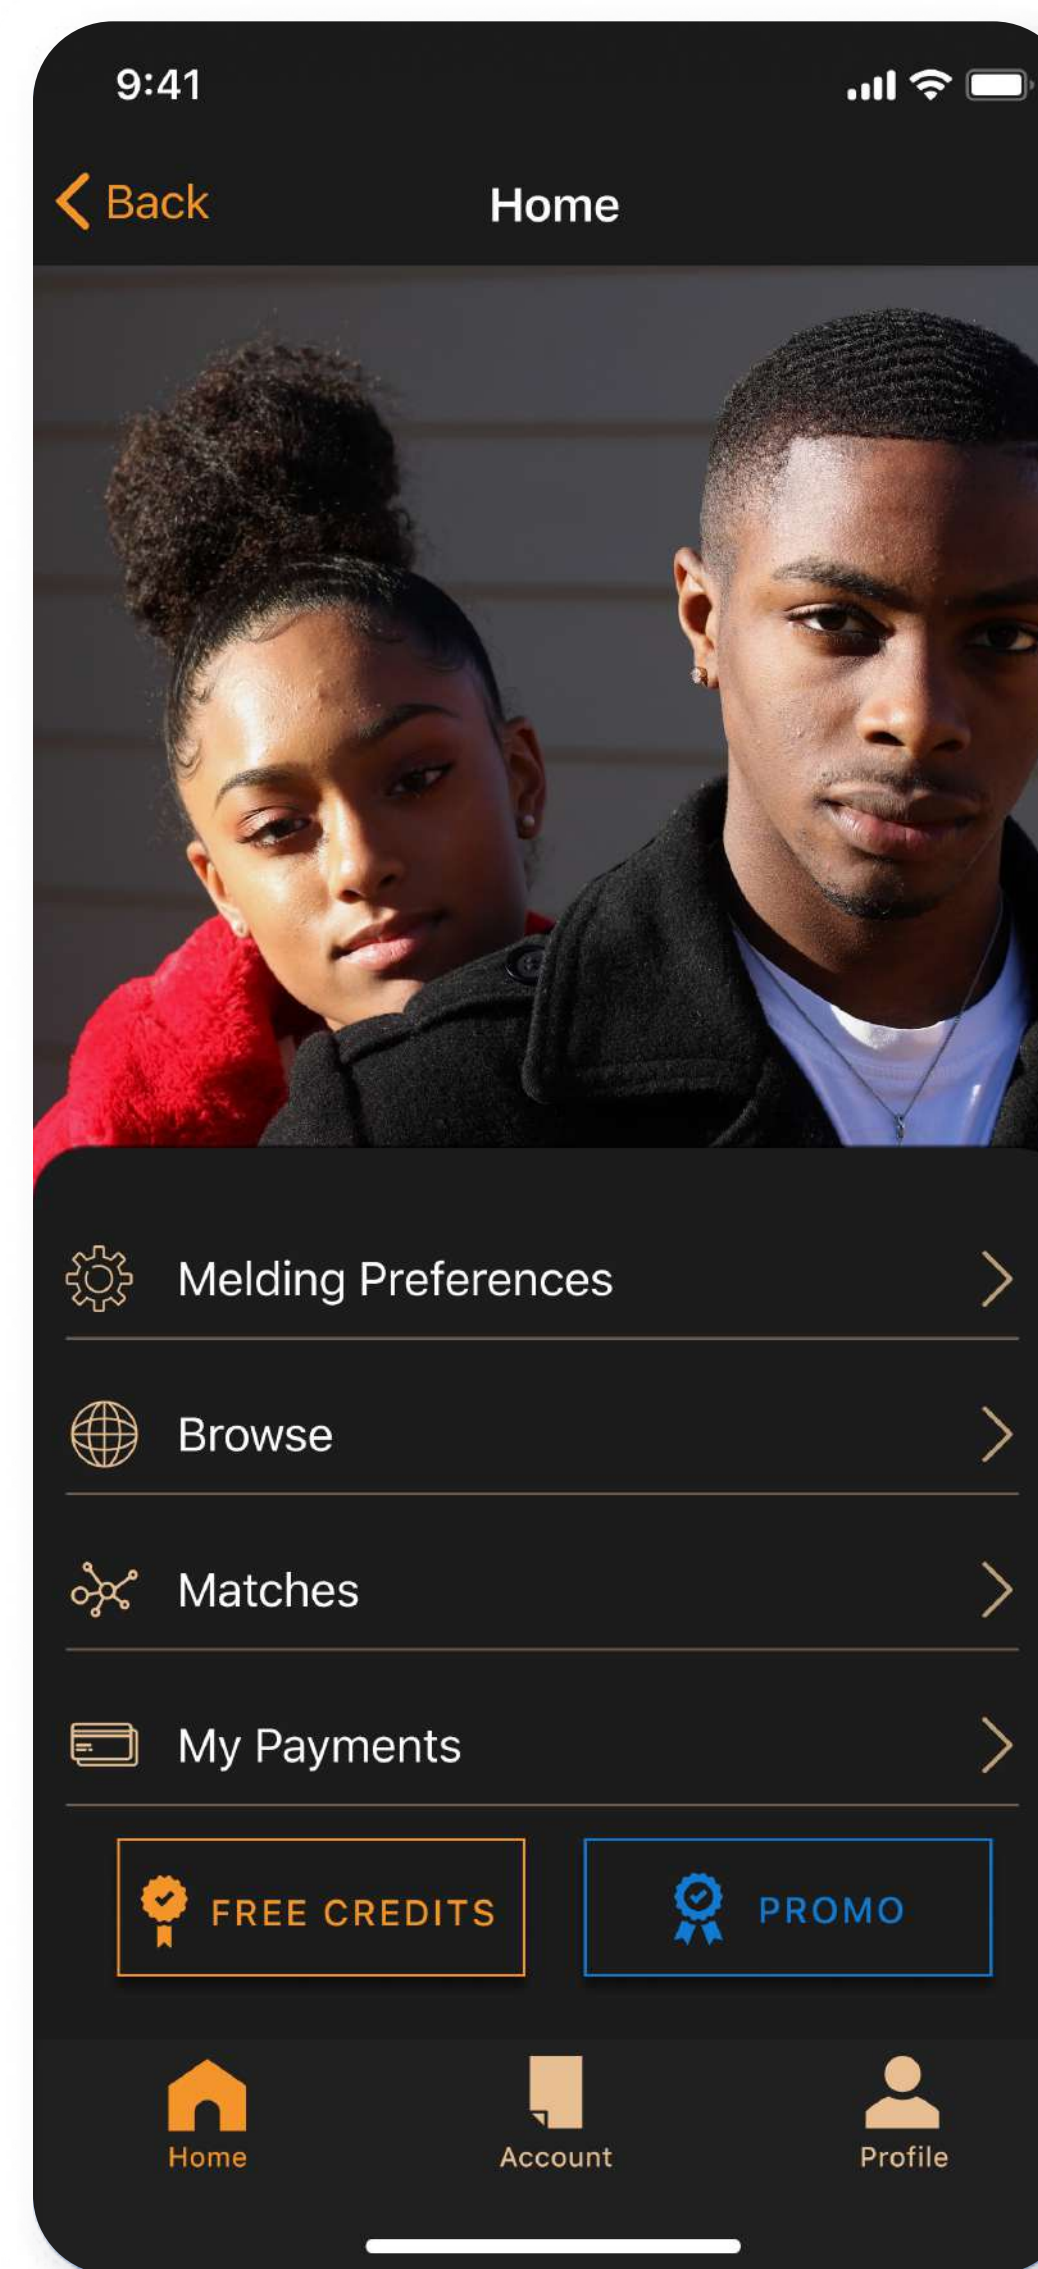 9:41
Back
Home
Melding Preferences
Browse
Matches
My Payments
FREE CREDITS
PROMO
Home
Account
Profile